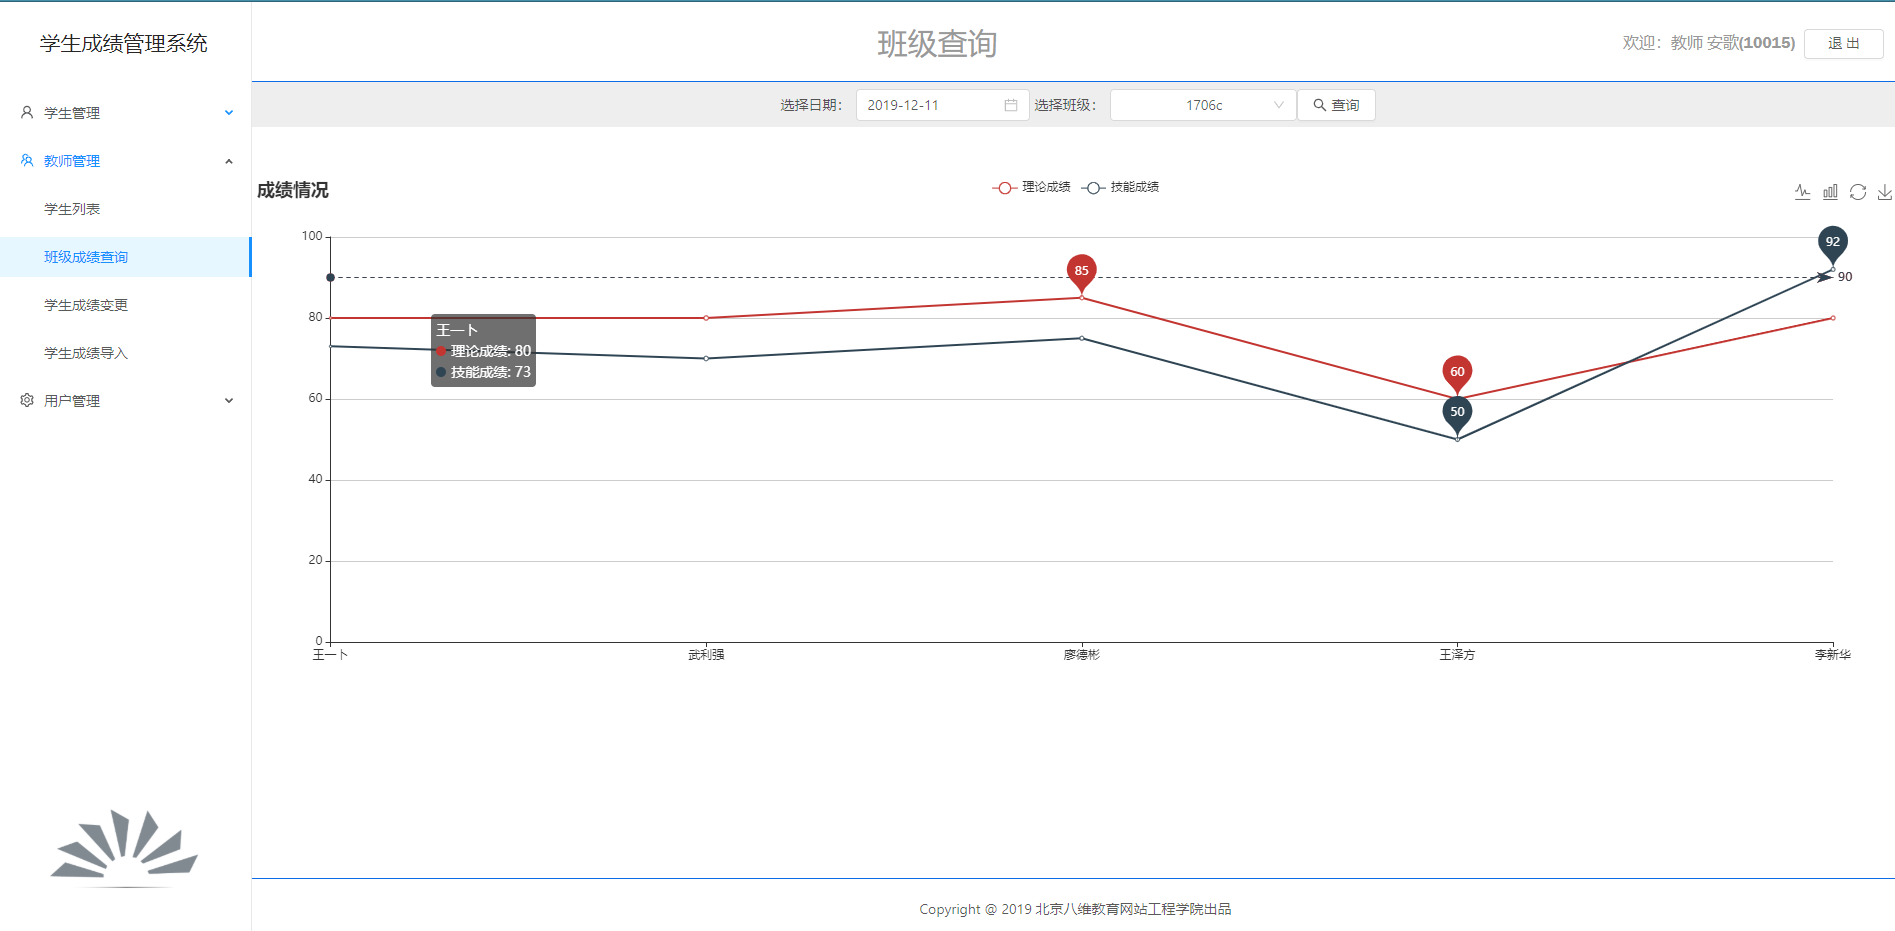 学生成绩管理系统
班级查询
欢迎：教师 安歌(10015)
退 出
学生管理
教师管理
学生列表
班级成绩查询
学生成绩变更
学生成绩导入
用户管理
选择日期：
2019-12-11
选择班级：
1706c
查询
成绩情况
理论成绩
技能成绩
100
80
60
40
20
0
85
60
50
92
90
王一卜
理论成绩: 80
技能成绩: 73
王一卜
武利强
廖德彬
王泽方
李新华
Copyright @ 2019 北京八维教育网站工程学院出品